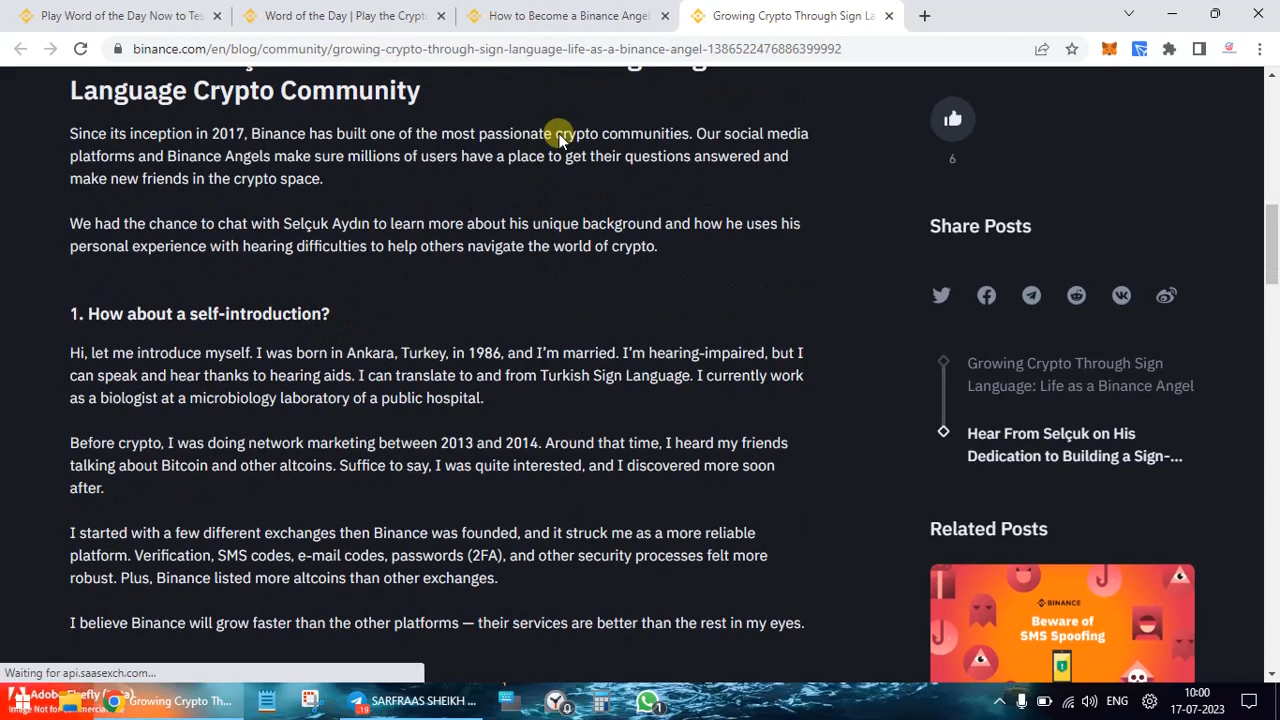 Play Word of the Day Now to Tes
Word of the Day | Play the Crypt
How to Become a Binance Angel
Growing Crypto Through Sign La
binance.com/en/blog/community/growing-crypto-through-sign-language-life-as-a-binance-angel-1386522476886399992
Language Crypto Community
Since its inception in 2017, Binance has built one of the most passionate crypto communities. Our social media
platforms and Binance Angels make sure millions of users have a place to get their questions answered and
make new friends in the crypto space.
We had the chance to chat with Selçuk Aydın to learn more about his unique background and how he uses his
personal experience with hearing difficulties to help others navigate the world of crypto.
1. How about a self-introduction?
Hi, let me introduce myself. I was born in Ankara, Turkey, in 1986, and I’m married. I’m hearing-impaired, but I
can speak and hear thanks to hearing aids. I can translate to and from Turkish Sign Language. I currently work
as a biologist at a microbiology laboratory of a public hospital.
Before crypto, I was doing network marketing between 2013 and 2014. Around that time, I heard my friends
talking about Bitcoin and other altcoins. Suffice to say, I was quite interested, and I discovered more soon
after.
I started with a few different exchanges then Binance was founded, and it struck me as a more reliable
platform. Verification, SMS codes, e-mail codes, passwords (2FA), and other security processes felt more
robust. Plus, Binance listed more altcoins than other exchanges.
I believe Binance will grow faster than the other platforms — their services are better than the rest in my eyes.
6
Share Posts
Growing Crypto Through Sign
Language: Life as a Binance Angel
Hear From Selçuk on His
Dedication to Building a Sign-...
Related Posts
BINANCE
Beware of
SMS Spoofing
Waiting for api.saasexch.com...
Adobe Firefly (Beta)
Image Not for Commercial Use
Growing Crypto Th...
19
SARFRAAS SHEIKH ...
0
1
ENG
10:00
17-07-2023